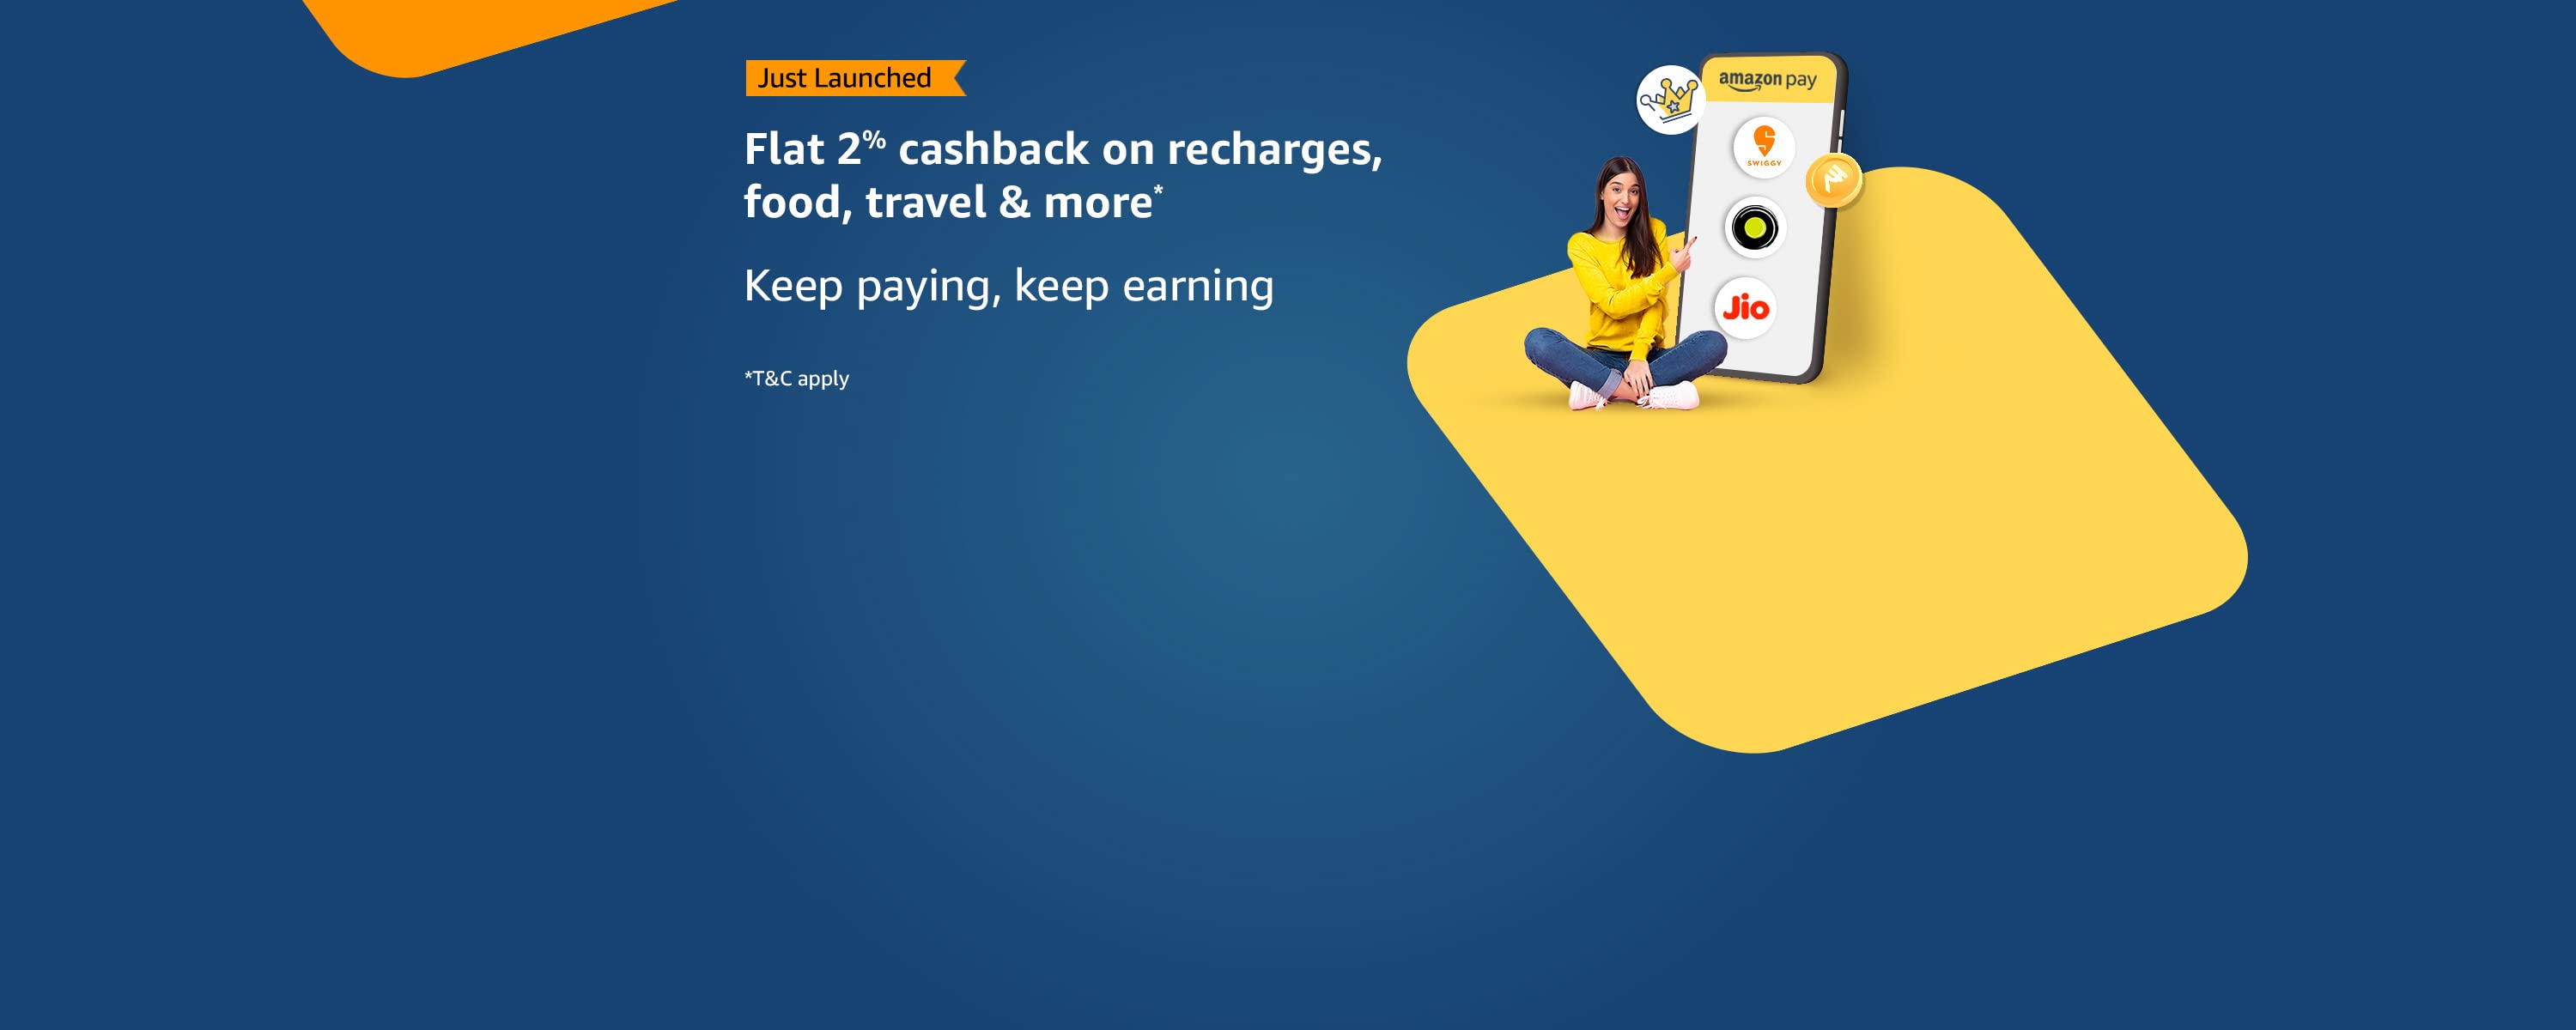 Just Launched
Flat 2% cashback on recharges,
food, travel & more*
Keep paying, keep earning
*T&C apply
amazon pay
SWIGGY
Jio
₹